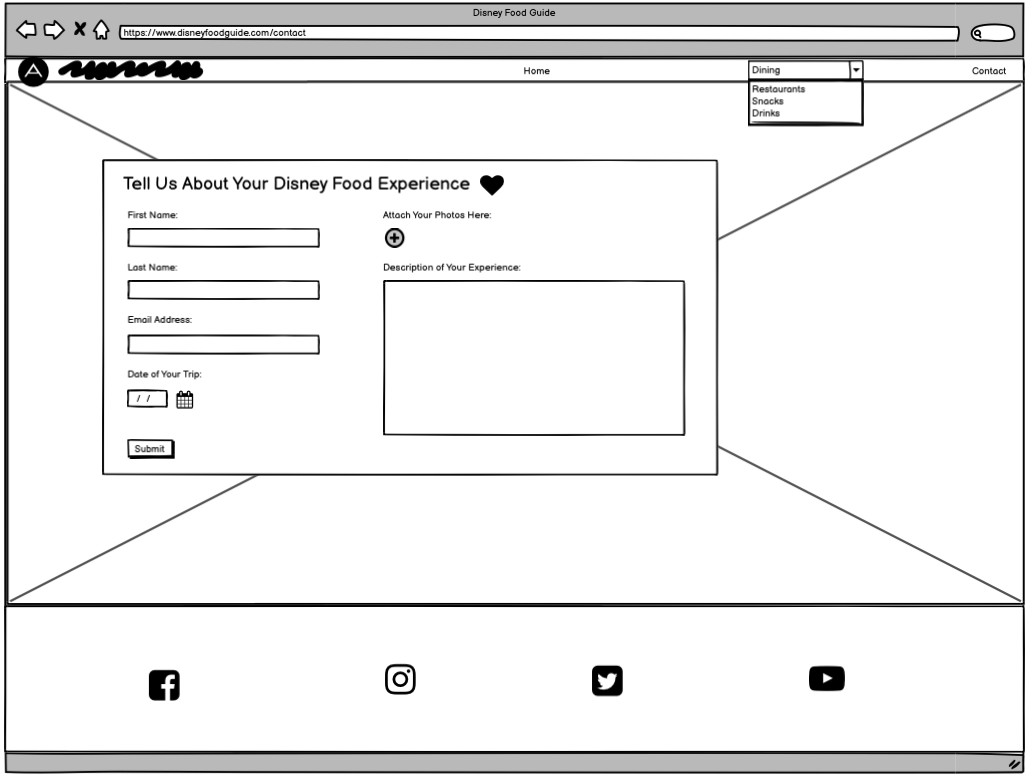 Disney Food Guide
https://www.disneyfoodguide.com/contact
Home
Dining
Contact
Restaurants
Snacks
Drinks
Tell Us About Your Disney Food Experience
First Name:
Attach Your Photos Here:
Last Name:
Description of Your Experience:
Email Address:
Date of Your Trip:
/ /
Submit